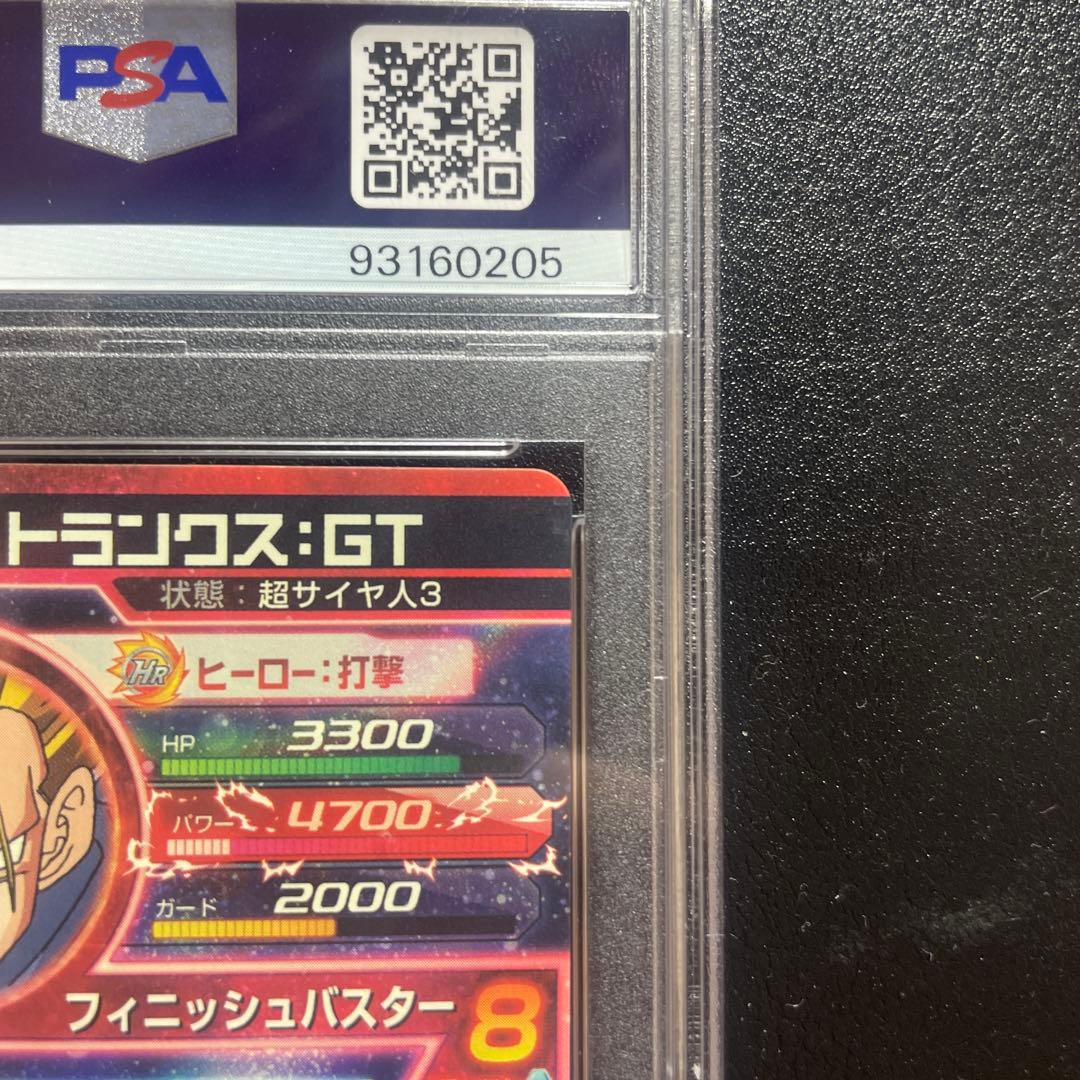 PSA
93160205
トランクス:GT
状態:超サイヤ人3
HR ヒーロー:打撃
HP 3300
パワー 4700
ガード 2000
フィニッシュバスター 8